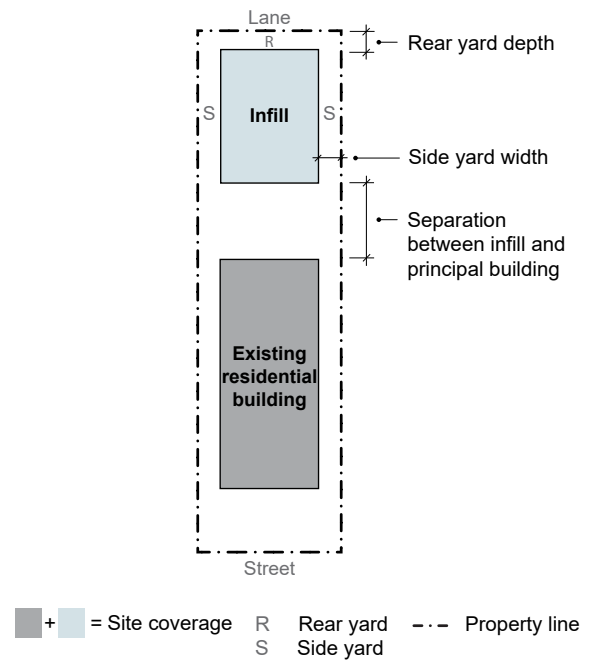 Lane
R
Rear yard depth
S
Infill
S
Side yard width
Separation
between infill and
principal building
Existing
residential
building
Street
+ = Site coverage R Rear yard Property line
S Side yard